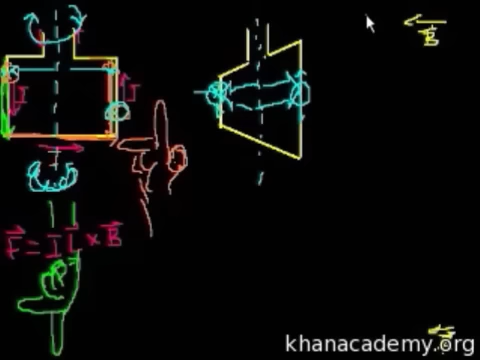 B⃗
I
I
I
F⃗ = I L⃗ × B⃗
khanacademy.org